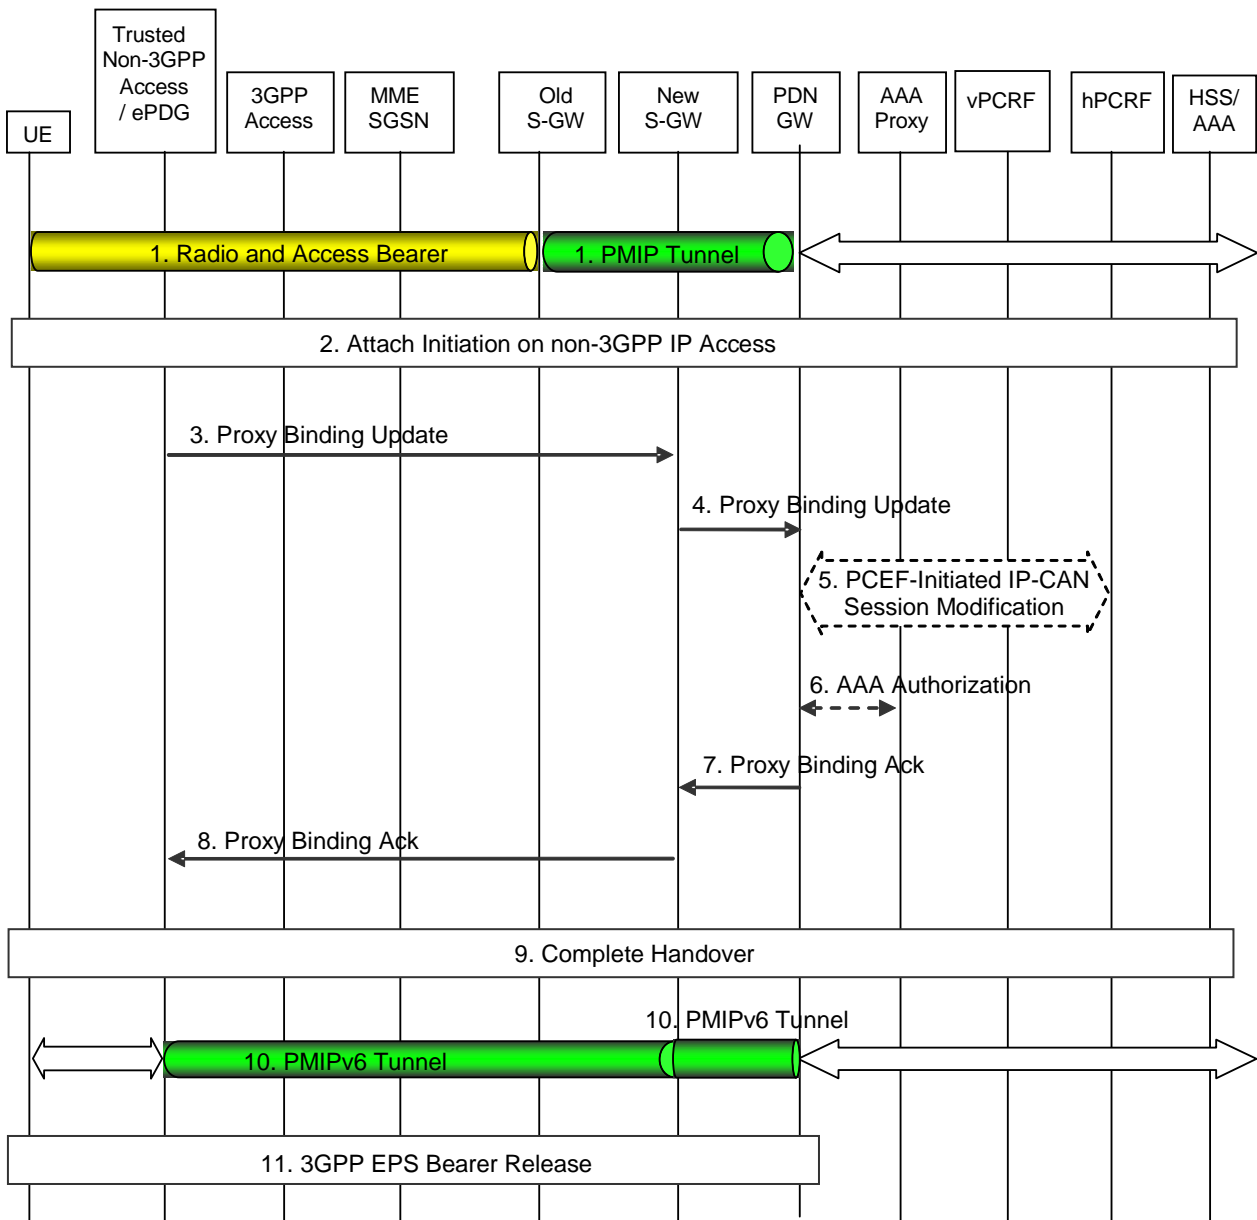 UE
Trusted
Non-3GPP
Access
/ ePDG
3GPP
Access
MME
SGSN
Old
S-GW
New
S-GW
PDN
GW
AAA
Proxy
vPCRF
hPCRF
HSS/
AAA
1. Radio and Access Bearer
1. PMIP Tunnel
2. Attach Initiation on non-3GPP IP Access
3. Proxy Binding Update
4. Proxy Binding Update
5. PCEF-Initiated IP-CAN
Session Modification
6. AAA Authorization
7. Proxy Binding Ack
8. Proxy Binding Ack
9. Complete Handover
10. PMIPv6 Tunnel
10. PMIPv6 Tunnel
11. 3GPP EPS Bearer Release